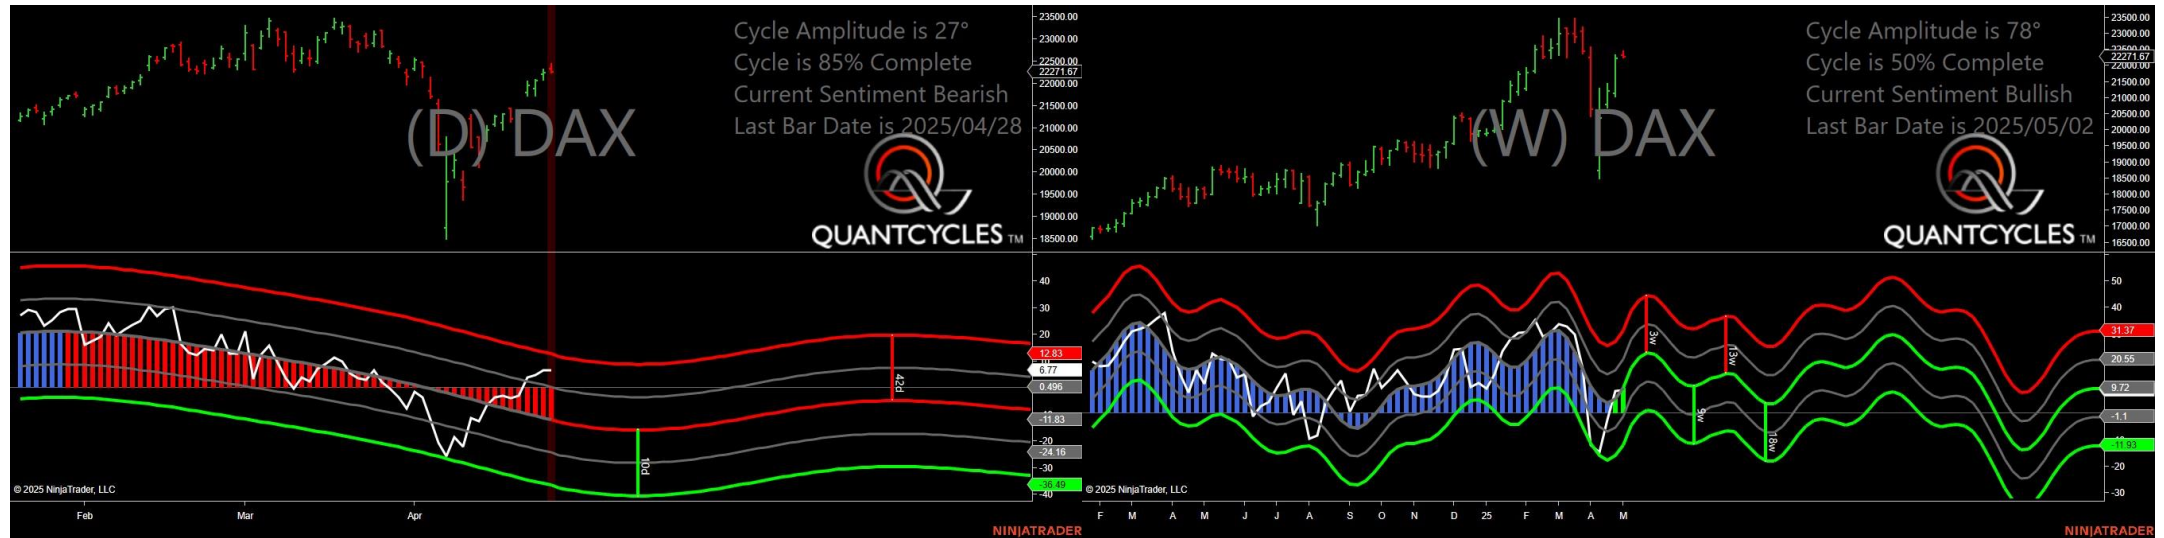 Cycle Amplitude is 27°
Cycle is 85% Complete
Current Sentiment Bearish
Last Bar Date is 2025/04/28
(D) DAX
QUANTCYCLES TM
23500.00
23000.00
22500.00
22271.67
22000.00
21500.00
21000.00
20500.00
20000.00
19500.00
19000.00
18500.00
40
30
20
12.83
6.77
0.496
-11.83
-20
-24.16
-30
-36.49
-40
42d
10d
© 2025 NinjaTrader, LLC
Feb Mar Apr
NINJATRADER
Cycle Amplitude is 78°
Cycle is 50% Complete
Current Sentiment Bullish
Last Bar Date is 2025/05/02
(W) DAX
QUANTCYCLES TM
23500.00
23000.00
22500.00
22271.67
22000.00
21500.00
21000.00
20500.00
20000.00
19500.00
19000.00
18500.00
18000.00
17500.00
17000.00
16500.00
50
40
31.37
20.55
9.72
-1.1
-11.93
-20
-30
3w
13w
9w
18w
© 2025 NinjaTrader, LLC
F M A M J J A S O N D 25 F M A M
NINJATRADER